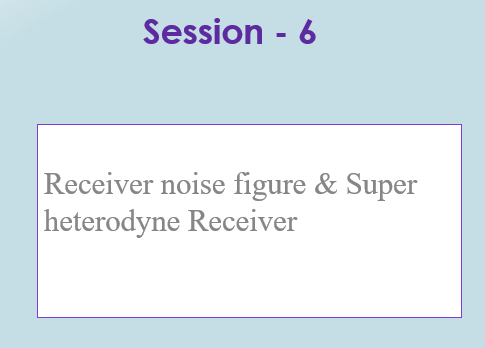 Session - 6
Receiver noise figure & Super
heterodyne Receiver